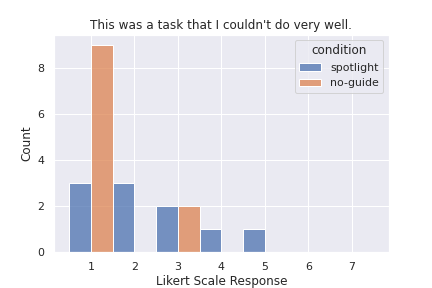 This was a task that I couldn't do very well.
condition
spotlight
no-guide
8
6
4
2
0
Count
1 2 3 4 5 6 7
Likert Scale Response